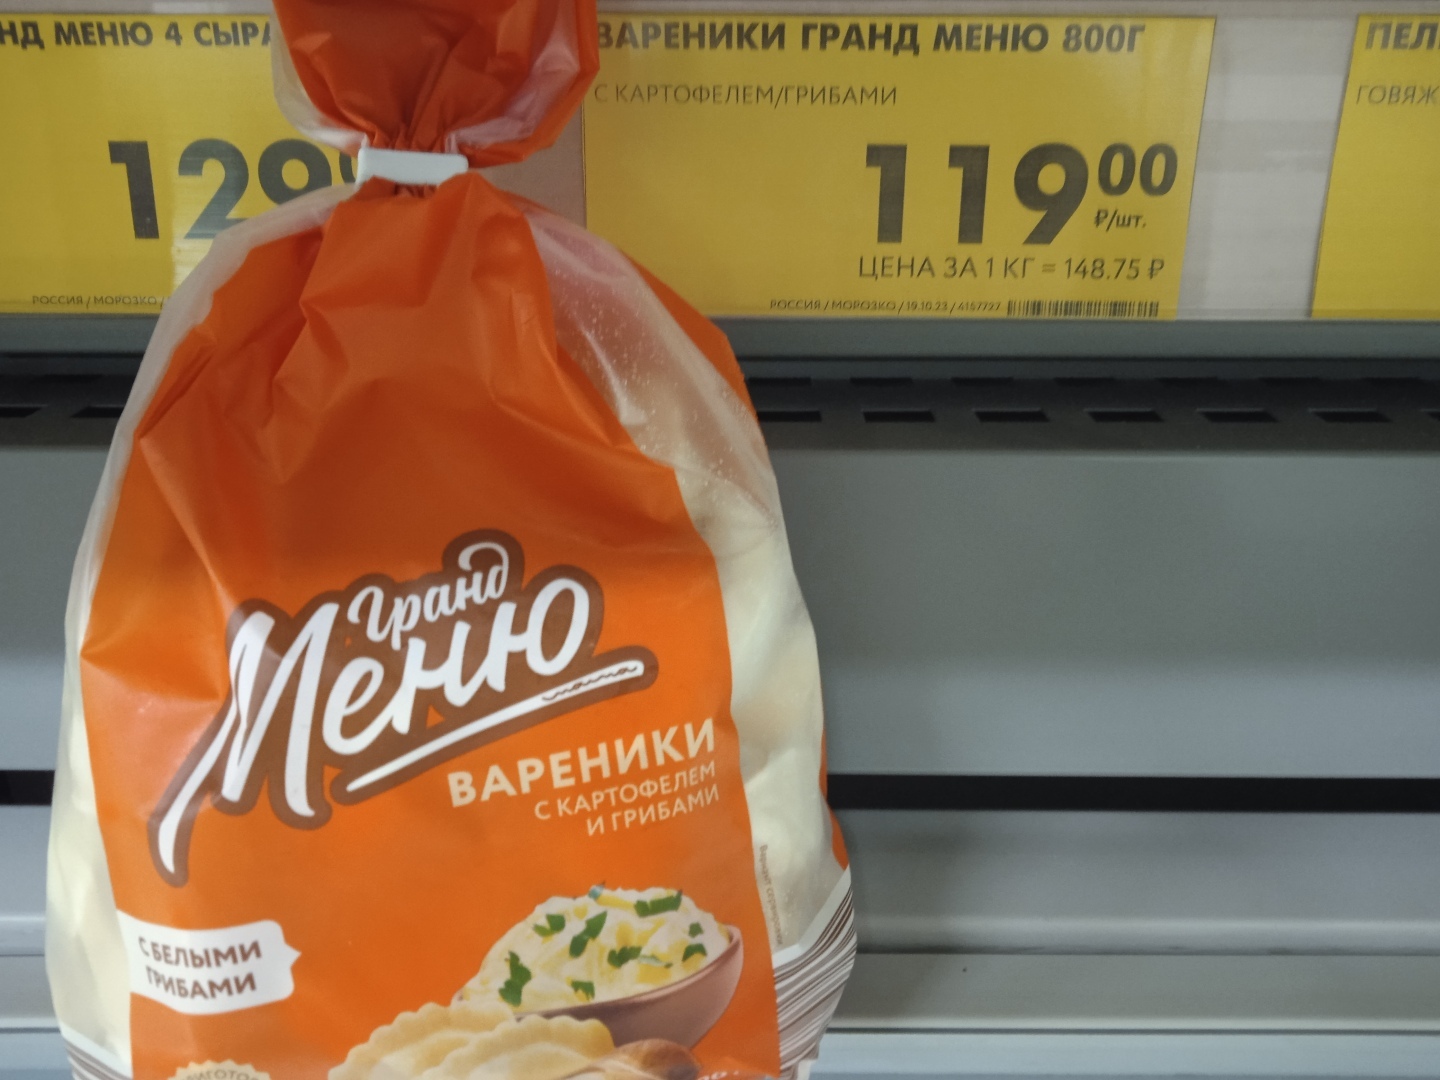 НД МЕНЮ 4 СЫРА
129
РОССИЯ / МОРОЗКО /
ВАРЕНИКИ ГРАНД МЕНЮ 800Г
С КАРТОФЕЛЕМ/ГРИБАМИ
119 00
₽/шт.
ЦЕНА ЗА 1 КГ = 148.75 ₽
РОССИЯ / МОРОЗКО / 19.10.23 / 4157727
ПЕЛ
ГОВЯЖ
Гранд
Меню
ВАРЕНИКИ
С КАРТОФЕЛЕМ
И ГРИБАМИ
С БЕЛЫМИ
ГРИБАМИ